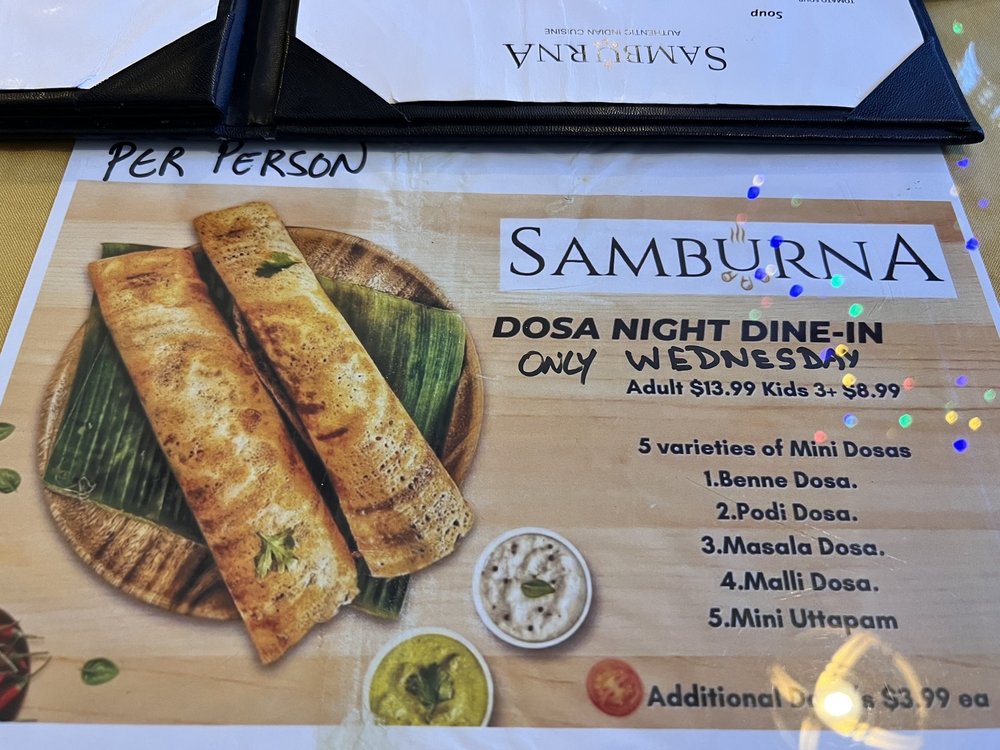 TOMATO SOUP
Soup
AUTHENTIC INDIAN CUISINE
SAMBURNA
PER PERSON
SAMBURNA
DOSA NIGHT DINE-IN
ONLY WEDNESDAY
Adult $13.99 Kids 3+ $8.99
5 varieties of Mini Dosas
1.Benne Dosa.
2.Podi Dosa.
3.Masala Dosa.
4.Malli Dosa.
5.Mini Uttapam
Additional $3.99 ea